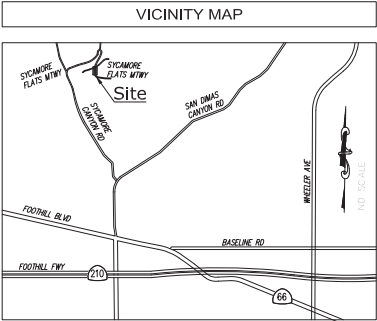 VICINITY MAP
SYCAMORE
FLATS MTWY
SYCAMORE
FLATS MTWY
Site
SYCAMORE
CANYON RD
SAN DIMAS
CANYON RD
WHEELER AVE
NO SCALE
FOOTHILL BLVD
BASELINE RD
FOOTHILL FWY
210
66